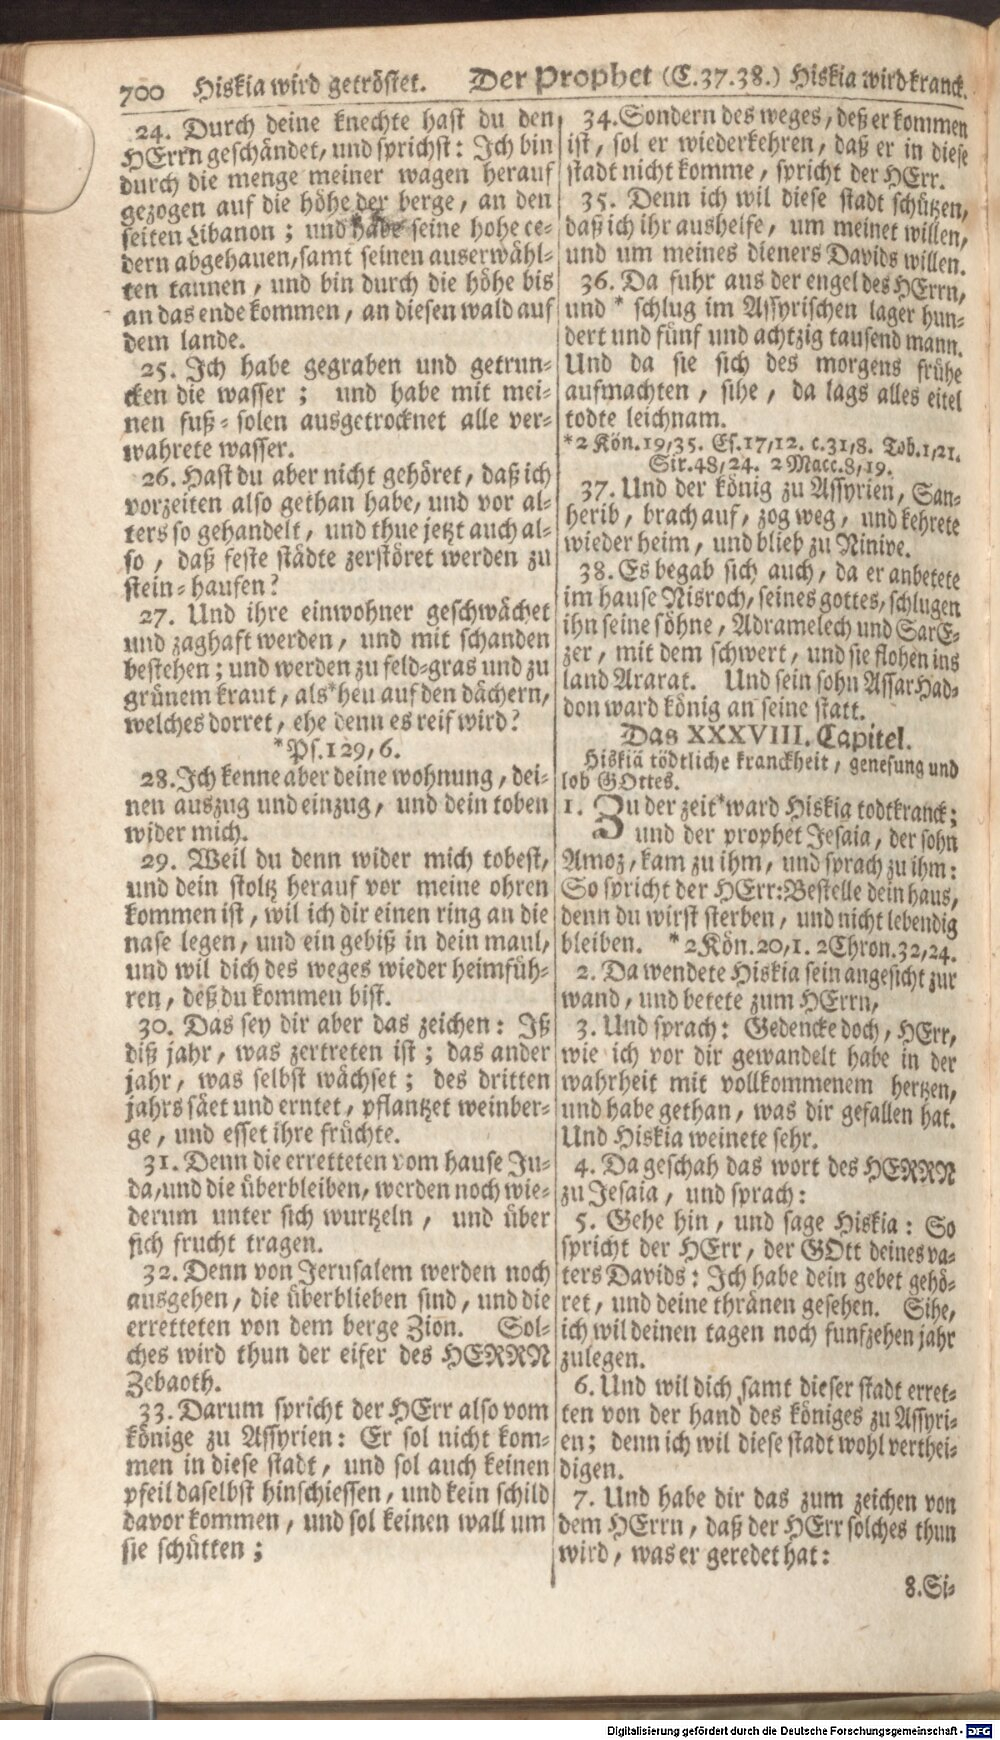 700 Hiskia wird getröstet. Der Prophet (C.37.38.) Hiskia wird kranck.
24. Durch deine knechte hast du den
HErrn geschändet, und sprichst: Ich bin
durch die menge meiner wagen herauf
gezogen auf die höhe der berge, an den
seiten Libanon; und habe seine hohe ce-
dern abgehauen, samt seinen auserwähl-
ten tannen, und bin durch die höhe bis
an das ende kommen, an diesen wald auf
dem lande.
25. Ich habe gegraben und getrun-
cken die wasser; und habe mit mei-
nen fuß-solen ausgetrocknet alle ver-
wahrete wasser.
26. Hast du aber nicht gehöret, daß ich
vorzeiten also gethan habe, und vor al-
ters so gehandelt, und thue jetzt auch al-
so, daß feste städte zerstöret werden zu
stein-haufen?
27. Und ihre einwohner geschwächet
und zaghaft werden, und mit schanden
bestehen; und werden zu feld-gras und zu
grünem kraut, als *heu auf den dächern,
welches dorret, ehe denn es reif wird?
*Ps. 129,6.
28. Ich kenne aber deine wohnung, dei-
nen auszug und einzug, und dein toben
wider mich.
29. Weil du denn wider mich tobest,
und dein stoltz herauf vor meine ohren
kommen ist, wil ich dir einen ring an die
nase legen, und ein gebiß in dein maul,
und wil dich des weges wieder heimfüh-
ren, deß du kommen bist.
30. Das sey dir aber das zeichen: Iß
diß jahr, was zertreten ist; das ander
jahr, was selbst wächset; des dritten
jahrs säet und erntet, pflantzet weinber-
ge, und esset ihre früchte.
31. Denn die erretteten vom hause Ju-
da, und die überbleiben, werden noch wie-
derum unter sich wurtzeln, und über
sich frucht tragen.
32. Denn von Jerusalem werden noch
ausgehen, die überblieben sind, und die
erretteten von dem berge Zion. Sol-
ches wird thun der eifer des HERRN
Zebaoth.
33. Darum spricht der HErr also vom
könige zu Assyrien: Er sol nicht kom-
men in diese stadt, und sol auch keinen
pfeil daselbst hinschiessen, und kein schild
davor kommen, und sol keinen wall um
sie schütten;
34. Sondern des weges, deß er kommen
ist, sol er wiederkehren, daß er in diese
stadt nicht komme, spricht der HErr.
35. Denn ich wil diese stadt schützen,
daß ich ihr aushelfe, um meinet willen,
und um meines dieners Davids willen.
36. Da fuhr aus der engel des HErrn,
und * schlug im Assyrischen lager hun-
dert und fünf und achtzig tausend mann.
Und da sie sich des morgens frühe
aufmachten, sihe, da lags alles eitel
todte leichnam.
*2 Kön. 19,35. Es. 17,12. c. 31,8. Tob. 1,21.
Sir. 48,24. 2 Macc. 8,19.
37. Und der könig zu Assyrien, San-
herib, brach auf, zog weg, und kehrete
wieder heim, und blieb zu Ninive.
38. Es begab sich auch, da er anbetete
im hause Nisroch, seines gottes, schlugen
ihn seine söhne, Adramelech und SarE-
zer, mit dem schwert, und sie flohen ins
land Ararat. Und sein sohn AssarHad-
don ward könig an seine statt.
Das XXXVIII. Capitel.
Hiskiä tödtliche kranckheit, genesung und
lob GOttes.
1. Zu der zeit *ward Hiskia todtkranck;
und der prophet Jesaia, der sohn
Amoz, kam zu ihm, und sprach zu ihm:
So spricht der HErr: Bestelle dein haus,
denn du wirst sterben, und nicht lebendig
bleiben. *2 Kön. 20,1. 2 Chron. 32,24.
2. Da wendete Hiskia sein angesicht zur
wand, und betete zum HErrn,
3. Und sprach: Gedencke doch, HErr,
wie ich vor dir gewandelt habe in der
wahrheit mit vollkommenem hertzen,
und habe gethan, was dir gefallen hat.
Und Hiskia weinete sehr.
4. Da geschah das wort des HERRN
zu Jesaia, und sprach:
5. Gehe hin, und sage Hiskia: So
spricht der HErr, der GOtt deines va-
ters Davids: Ich habe dein gebet gehö-
ret, und deine thränen gesehen. Sihe,
ich wil deinen tagen noch funfzehen jahr
zulegen.
6. Und wil dich samt dieser stadt erret-
ten von der hand des königes zu Assyri-
en; denn ich wil diese stadt wohl verthei-
digen.
7. Und habe dir das zum zeichen von
dem HErrn, daß der HErr solches thun
wird, was er geredet hat:
8. Si-
Digitalisierung gefördert durch die Deutsche Forschungsgemeinschaft - DFG